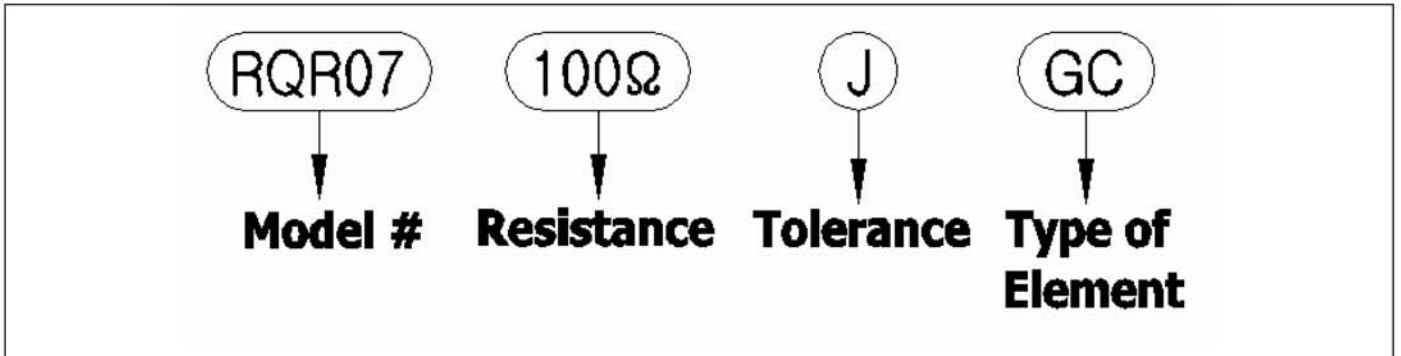 RQR07 100Ω J GC
Model # Resistance Tolerance Type of
Element